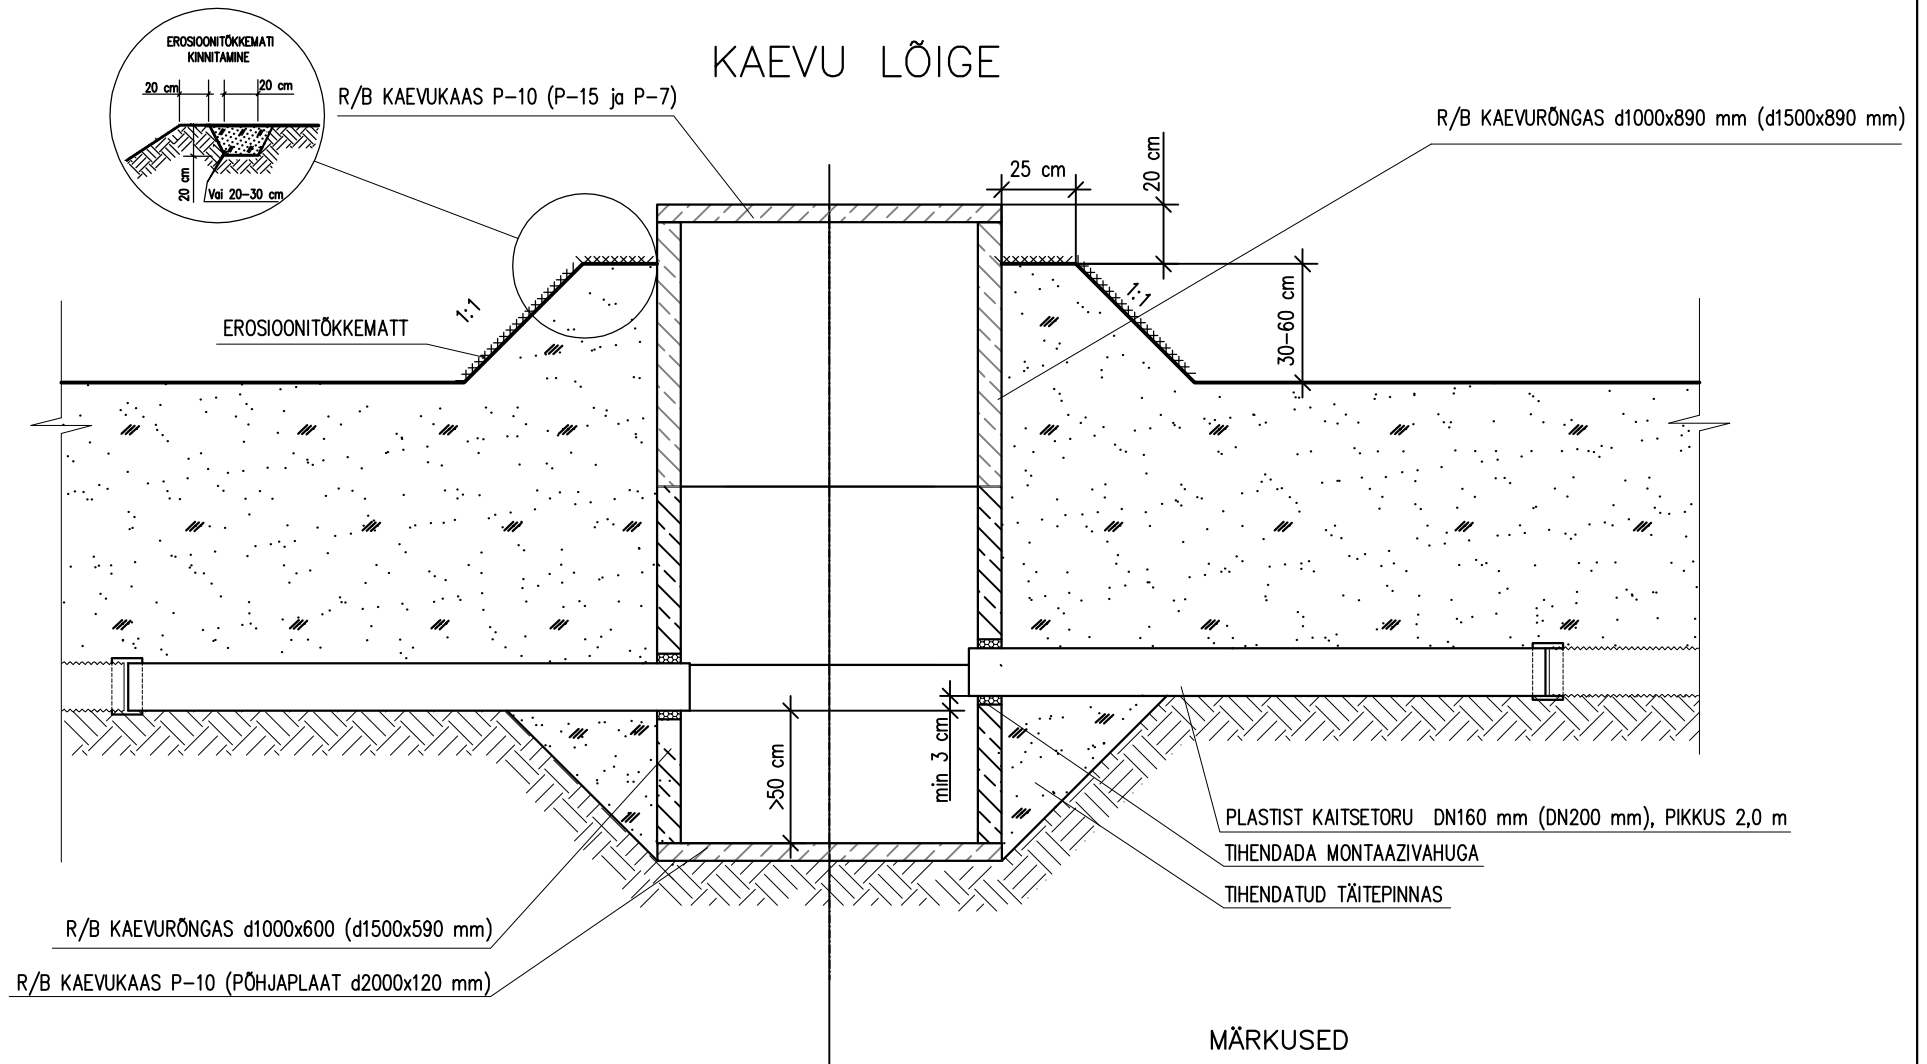 KAEVU LÕIGE
EROSIOONITÕKKEMATI
KINNITAMINE
20 cm
20 cm
20 cm
Vai 20-30 cm
R/B KAEVUKAAS P-10 (P-15 ja P-7)
R/B KAEVURÕNGAS d1000x890 mm (d1500x890 mm)
25 cm
20 cm
30-60 cm
1:1
1:1
EROSIOONITÕKKEMATT
>50 cm
min 3 cm
PLASTIST KAITSETORU DN160 mm (DN200 mm), PIKKUS 2,0 m
TIHENDADA MONTAAZIVAHUGA
TIHENDATUD TÄITEPINNAS
R/B KAEVURÕNGAS d1000x600 (d1500x590 mm)
R/B KAEVUKAAS P-10 (PÕHJAPLAAT d2000x120 mm)
MÄRKUSED